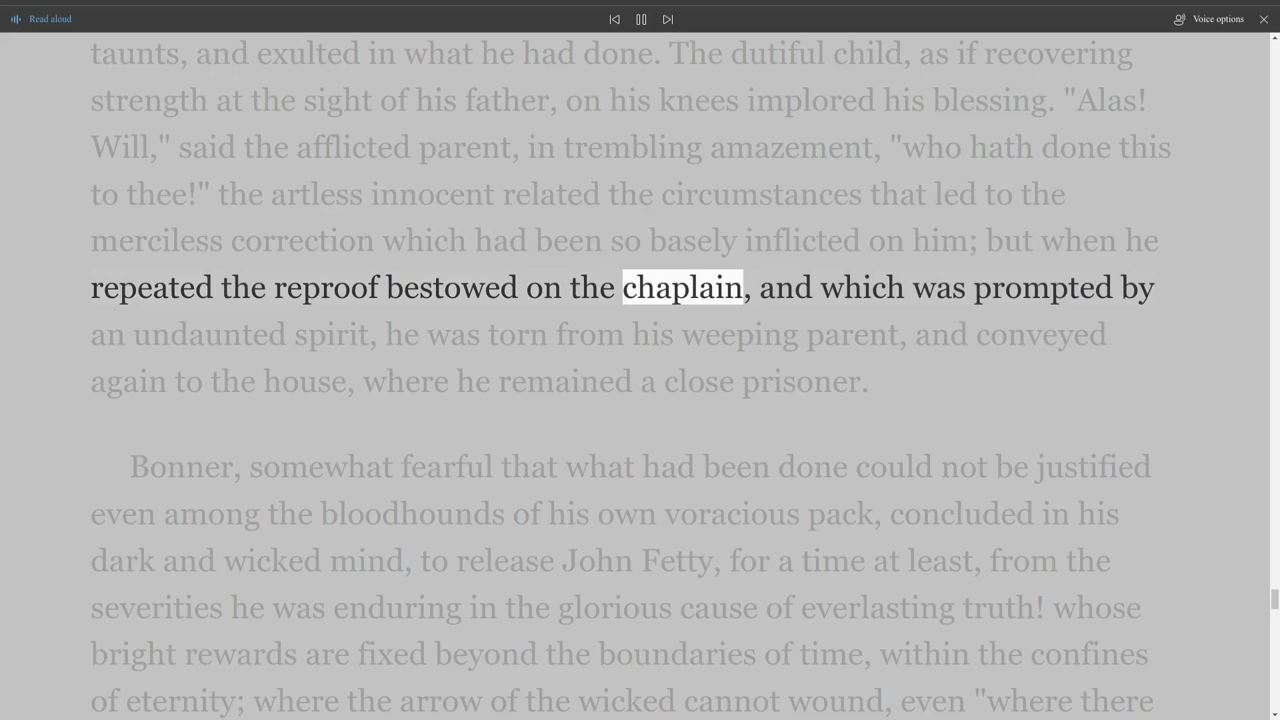 Read aloud
Voice options
taunts, and exulted in what he had done. The dutiful child, as if recovering
strength at the sight of his father, on his knees implored his blessing. "Alas!
Will," said the afflicted parent, in trembling amazement, "who hath done this
to thee!" the artless innocent related the circumstances that led to the
merciless correction which had been so basely inflicted on him; but when he
repeated the reproof bestowed on the chaplain, and which was prompted by
an undaunted spirit, he was torn from his weeping parent, and conveyed
again to the house, where he remained a close prisoner.
Bonner, somewhat fearful that what had been done could not be justified
even among the bloodhounds of his own voracious pack, concluded in his
dark and wicked mind, to release John Fetty, for a time at least, from the
severities he was enduring in the glorious cause of everlasting truth! whose
bright rewards are fixed beyond the boundaries of time, within the confines
of eternity; where the arrow of the wicked cannot wound, even "where there